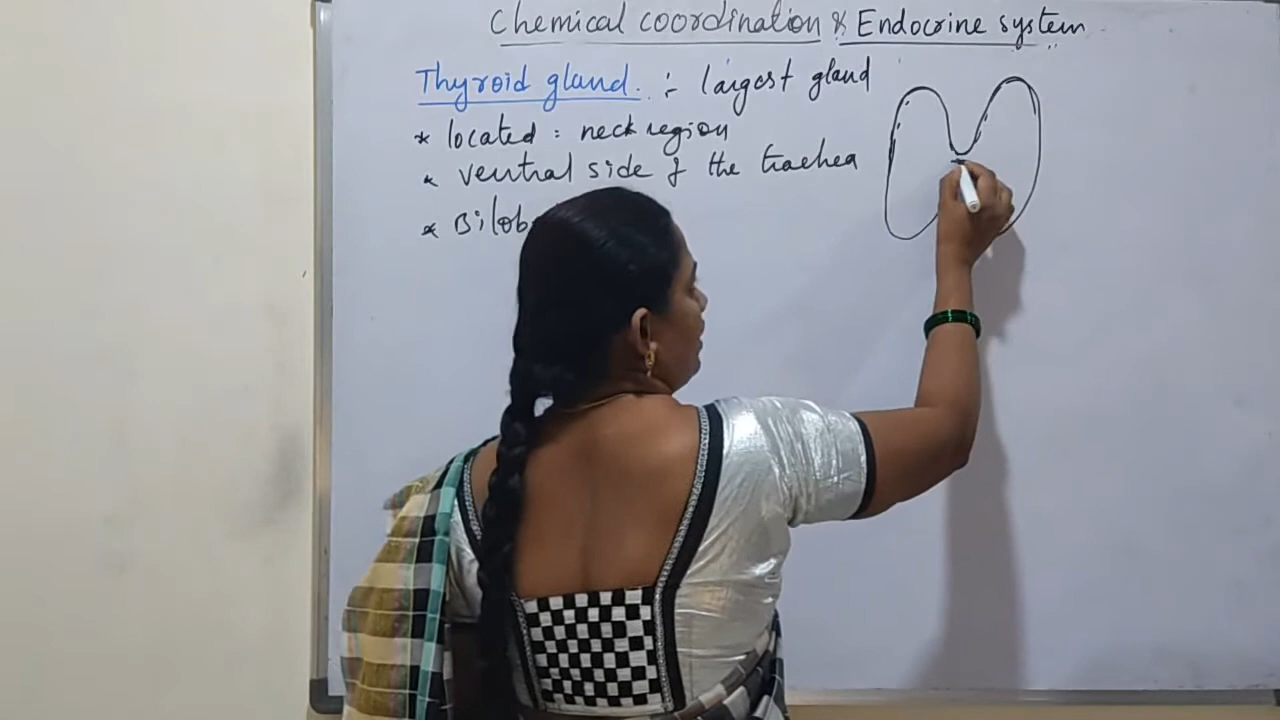 Chemical coordination & Endocrine system
Thyroid gland :- largest gland
* located : neck region
* ventral side of the trachea
* Bilob